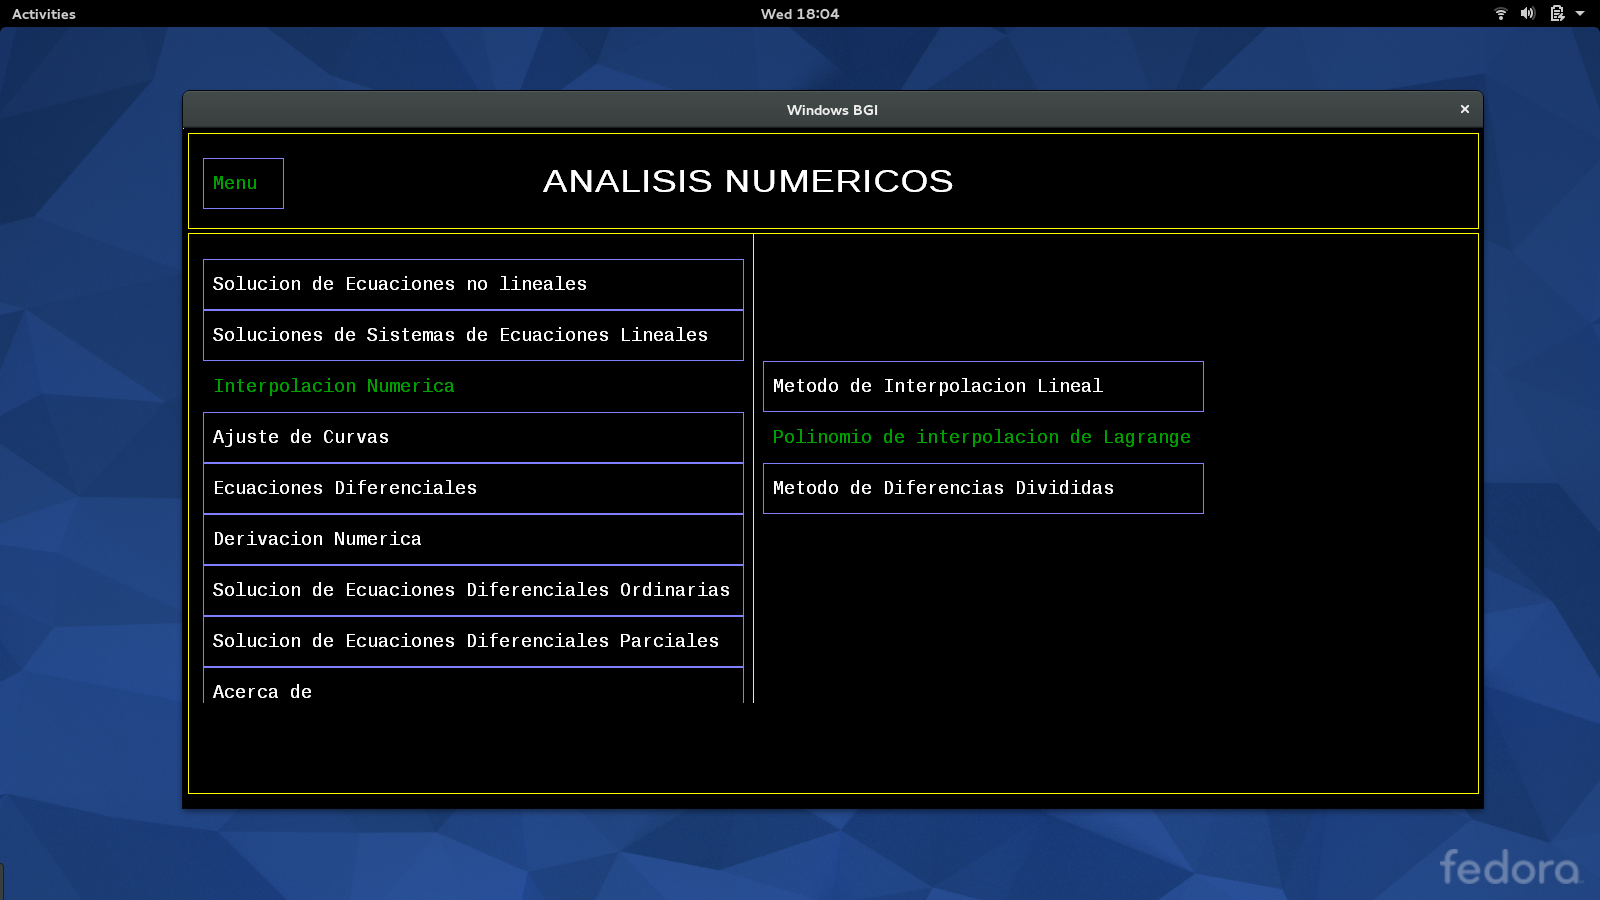 Activities
Wed 18:04
Windows BGI
Menu
ANALISIS NUMERICOS
Solucion de Ecuaciones no lineales
Soluciones de Sistemas de Ecuaciones Lineales
Interpolacion Numerica
Ajuste de Curvas
Ecuaciones Diferenciales
Derivacion Numerica
Solucion de Ecuaciones Diferenciales Ordinarias
Solucion de Ecuaciones Diferenciales Parciales
Acerca de
Metodo de Interpolacion Lineal
Polinomio de interpolacion de Lagrange
Metodo de Diferencias Divididas
fedora